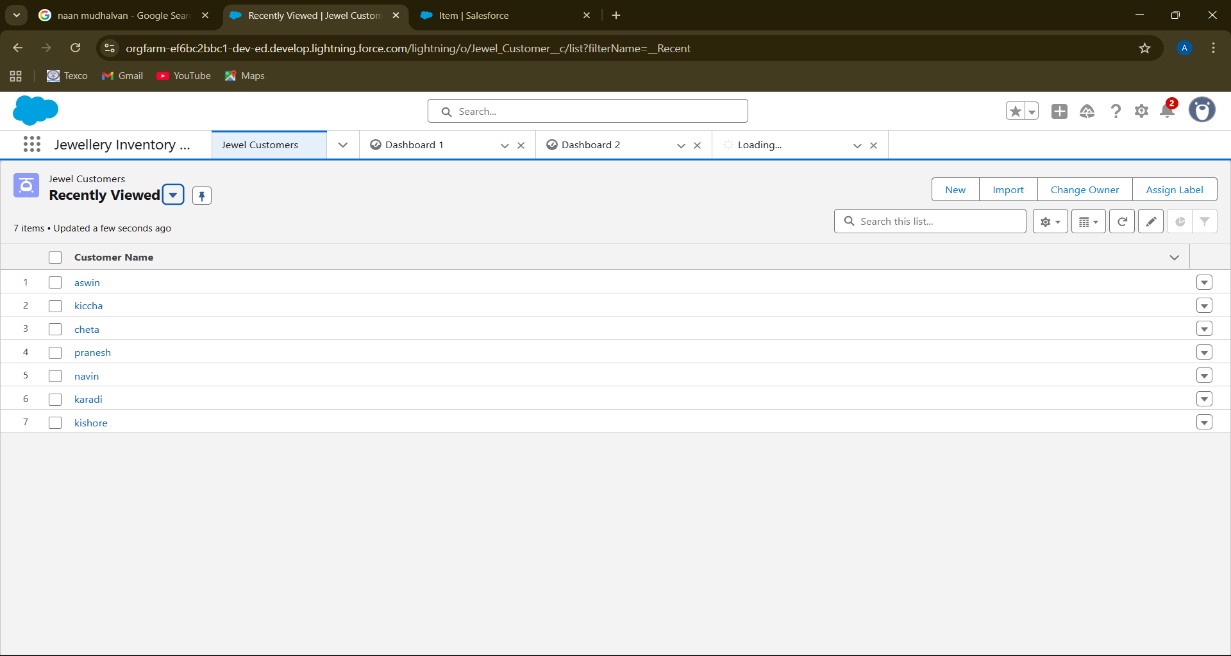 naan mudhalvan - Google Sear
Recently Viewed | Jewel Custom
Item | Salesforce
orgfarm-ef6bc2bbc1-dev-ed.develop.lightning.force.com/lightning/o/Jewel_Customer__c/list?filterName=__Recent
A
Texco
Gmail
YouTube
Maps
Search...
2
Jewellery Inventory ...
Jewel Customers
Dashboard 1
Dashboard 2
Loading...
Jewel Customers
Recently Viewed
New
Import
Change Owner
Assign Label
7 items • Updated a few seconds ago
Search this list...
Customer Name
1 aswin
2 kiccha
3 cheta
4 pranesh
5 navin
6 karadi
7 kishore